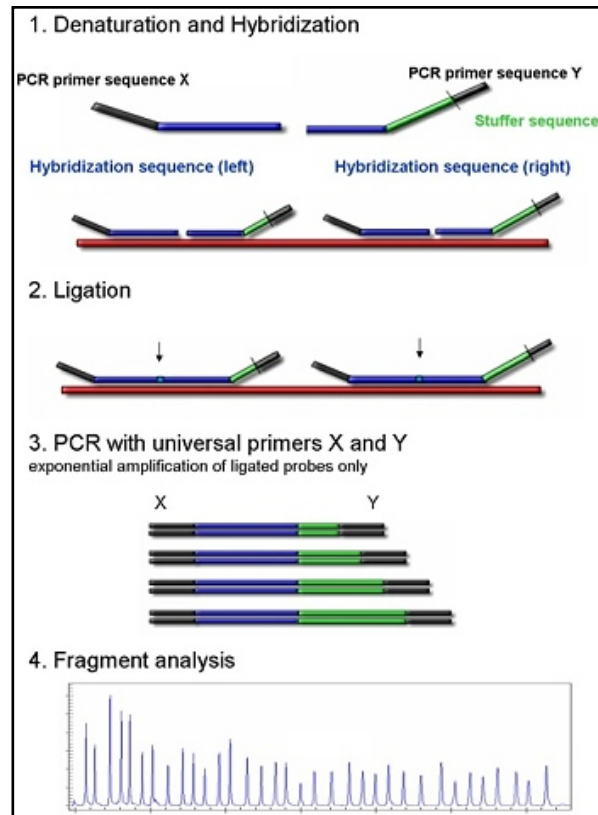 1. Denaturation and Hybridization
PCR primer sequence X
PCR primer sequence Y
Stuffer sequence
Hybridization sequence (left)
Hybridization sequence (right)
2. Ligation
3. PCR with universal primers X and Y
exponential amplification of ligated probes only
X
Y
4. Fragment analysis